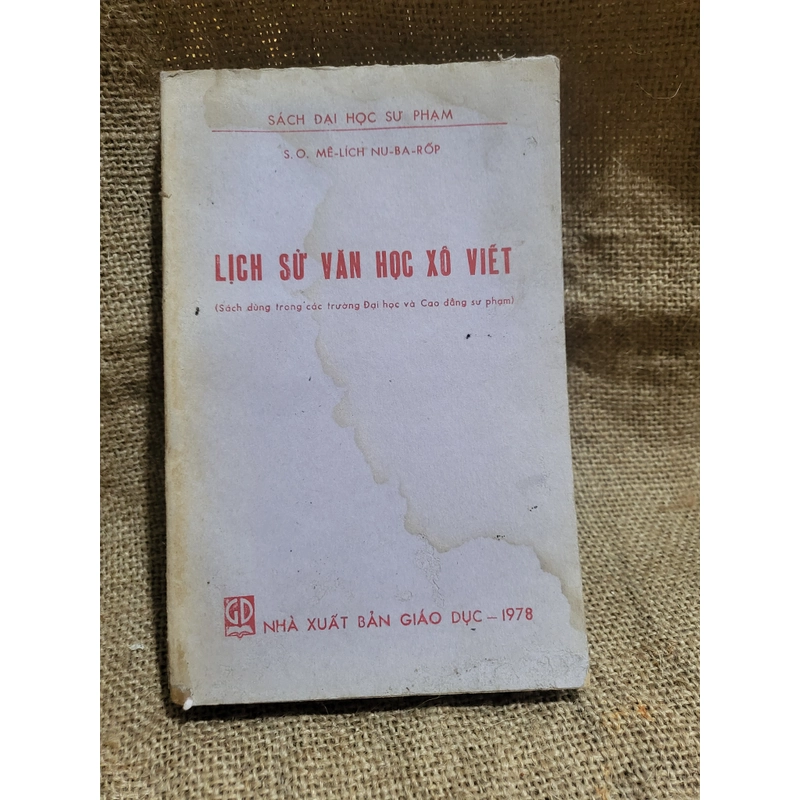 SÁCH ĐẠI HỌC SƯ PHẠM
S.O. MÊ-LÍCH NU-BA-RỐP
LỊCH SỬ VĂN HỌC XÔ VIẾT
(Sách dùng trong các trường Đại học và Cao đẳng sư phạm)
GD
NHÀ XUẤT BẢN GIÁO DỤC – 1978